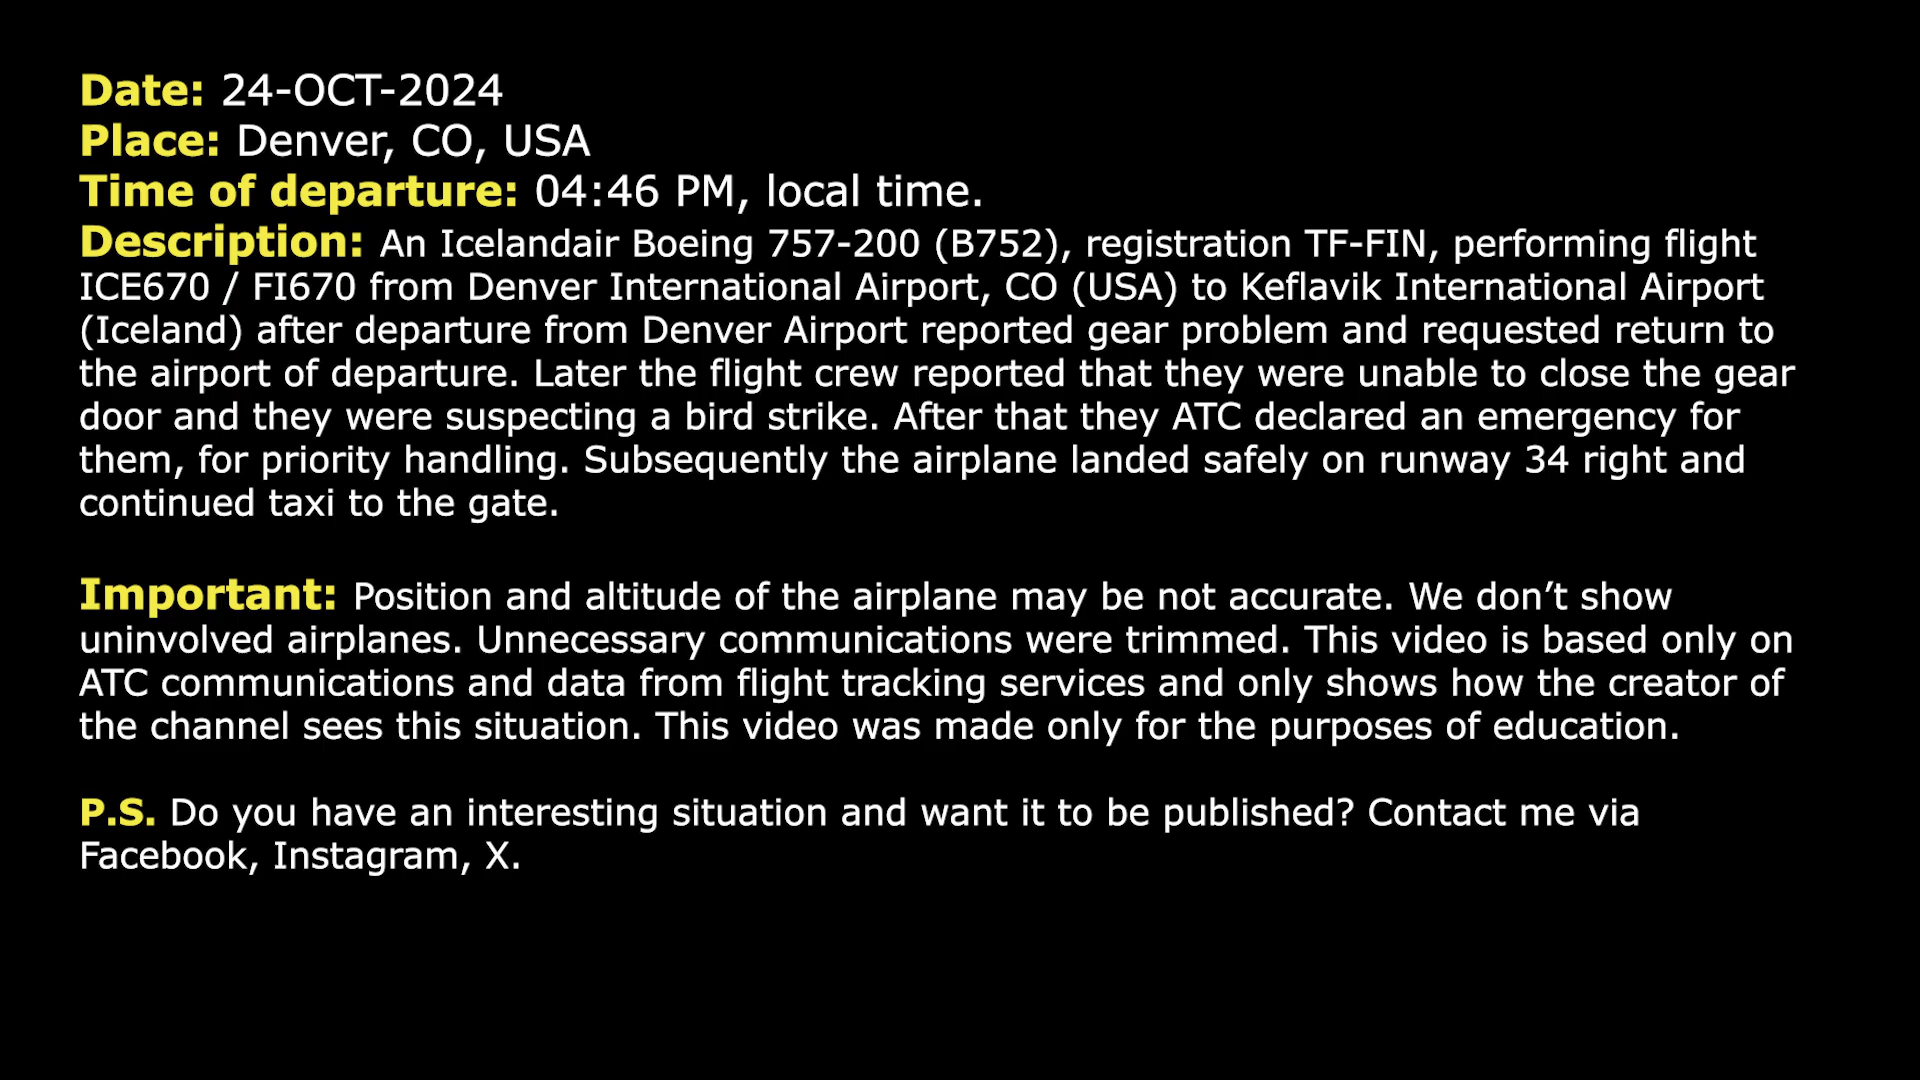 Date: 24-OCT-2024
Place: Denver, CO, USA
Time of departure: 04:46 PM, local time.
Description: An Icelandair Boeing 757-200 (B752), registration TF-FIN, performing flight
ICE670 / FI670 from Denver International Airport, CO (USA) to Keflavik International Airport
(Iceland) after departure from Denver Airport reported gear problem and requested return to
the airport of departure. Later the flight crew reported that they were unable to close the gear
door and they were suspecting a bird strike. After that they ATC declared an emergency for
them, for priority handling. Subsequently the airplane landed safely on runway 34 right and
continued taxi to the gate.
Important: Position and altitude of the airplane may be not accurate. We don’t show
uninvolved airplanes. Unnecessary communications were trimmed. This video is based only on
ATC communications and data from flight tracking services and only shows how the creator of
the channel sees this situation. This video was made only for the purposes of education.
P.S. Do you have an interesting situation and want it to be published? Contact me via
Facebook, Instagram, X.